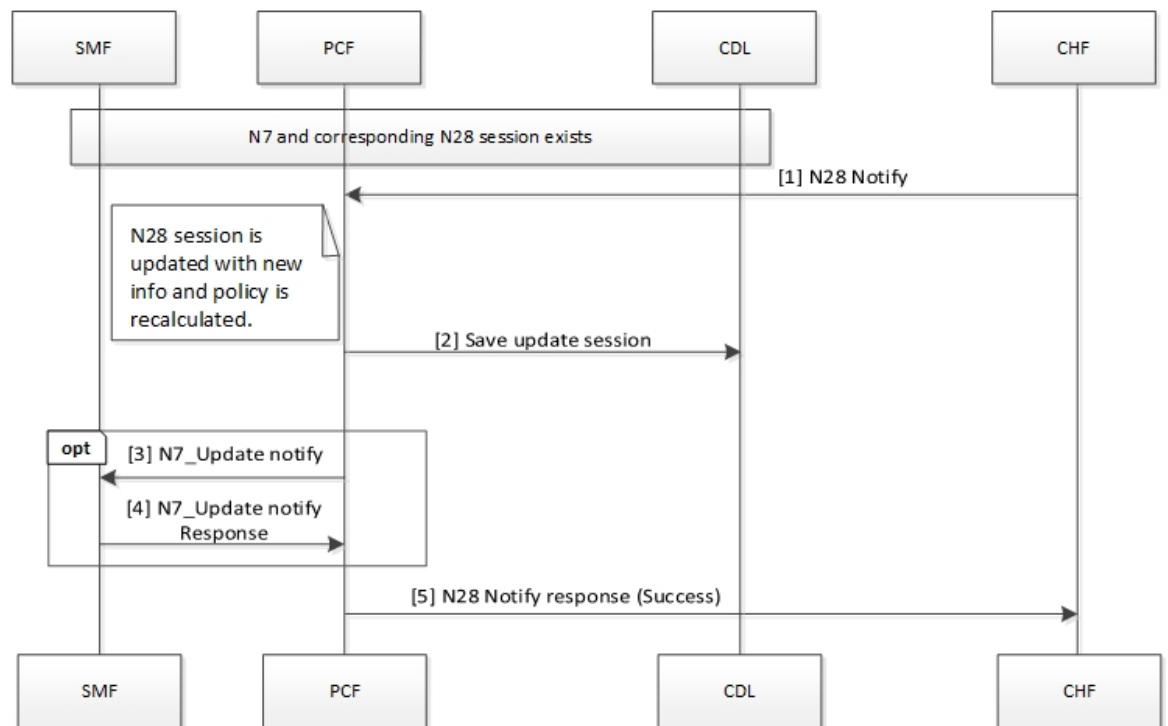 SMF
PCF
CDL
CHF
N7 and corresponding N28 session exists
[1] N28 Notify
N28 session is
updated with new
info and policy is
recalculated.
[2] Save update session
opt
[3] N7_Update notify
[4] N7_Update notify
Response
[5] N28 Notify response (Success)
SMF
PCF
CDL
CHF